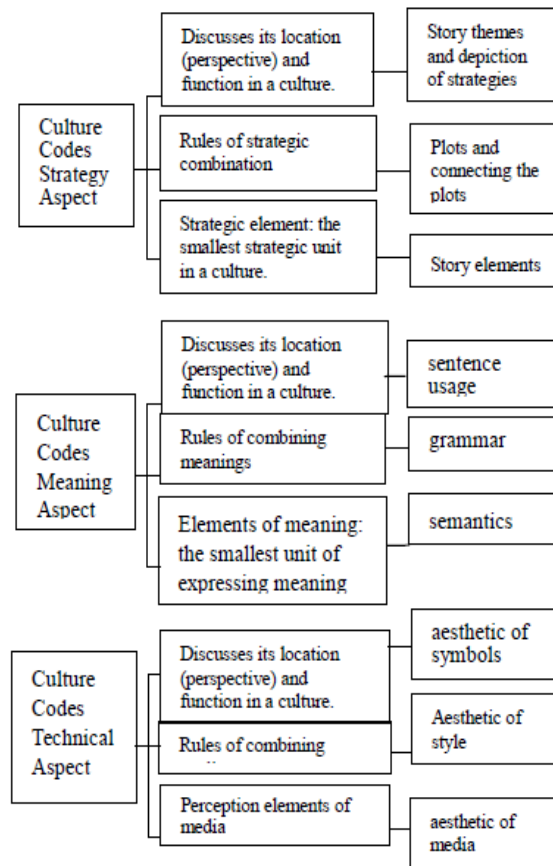 Discusses its location
(perspective) and
function in a culture.
Story themes
and depiction
of strategies
Culture
Codes
Strategy
Aspect
Rules of strategic
combination
Plots and
connecting the
plots
Strategic element: the
smallest strategic unit
in a culture.
Story elements
Discusses its location
(perspective) and
function in a culture.
sentence
usage
Culture
Codes
Meaning
Aspect
Rules of combining
meanings
grammar
Elements of meaning:
the smallest unit of
expressing meaning
semantics
Discusses its location
(perspective) and
function in a culture.
aesthetic of
symbols
Culture
Codes
Technical
Aspect
Rules of combining
Aesthetic of
style
Perception elements of
media
aesthetic of
media